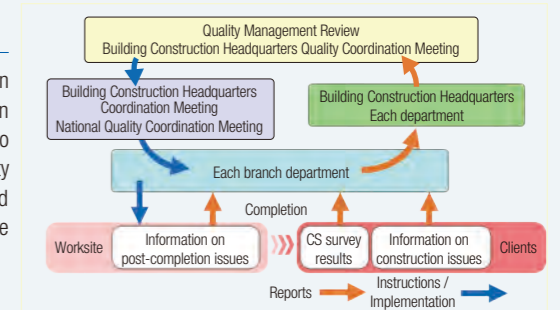 Quality Management Review
Building Construction Headquarters Quality Coordination Meeting
Building Construction Headquarters
Coordination Meeting
National Quality Coordination Meeting
Building Construction Headquarters
Each department
Each branch department
Completion
Worksite
Information on
post-completion issues
CS survey
results
Information on
construction issues
Clients
Reports
Instructions /
Implementation
n
n
o
ty
d
e